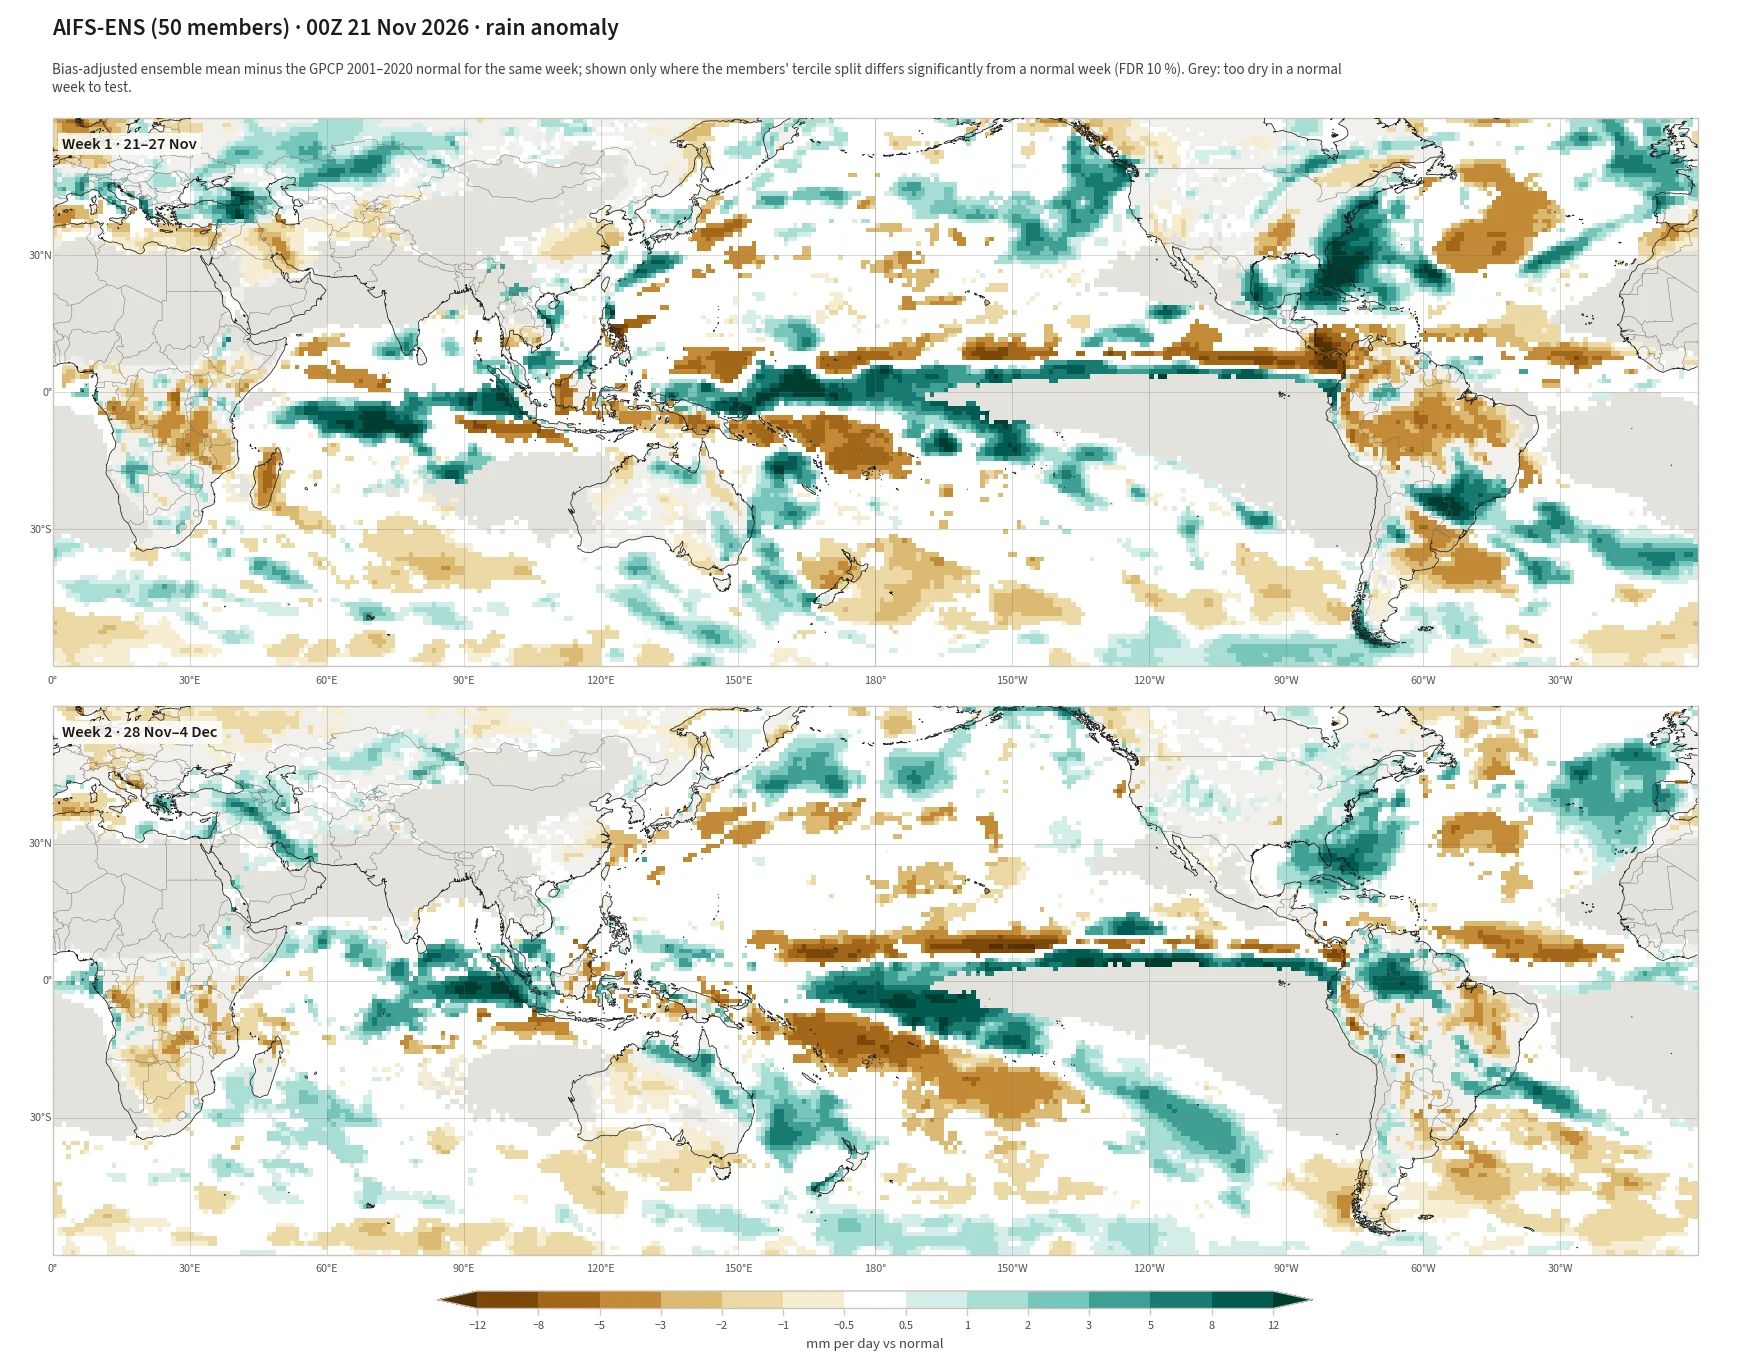 AIFS-ENS (50 members) · 00Z 21 Nov 2026 · rain anomaly
Bias-adjusted ensemble mean minus the GPCP 2001–2020 normal for the same week; shown only where the members' tercile split differs significantly from a normal week (FDR 10 %). Grey: too dry in a normal
week to test.
Week 1 · 21–27 Nov
30°N
0°
30°S
0° 30°E 60°E 90°E 120°E 150°E 180° 150°W 120°W 90°W 60°W 30°W
Week 2 · 28 Nov–4 Dec
30°N
0°
30°S
0° 30°E 60°E 90°E 120°E 150°E 180° 150°W 120°W 90°W 60°W 30°W
−12 −8 −5 −3 −2 −1 −0.5 0.5 1 2 3 5 8 12
mm per day vs normal